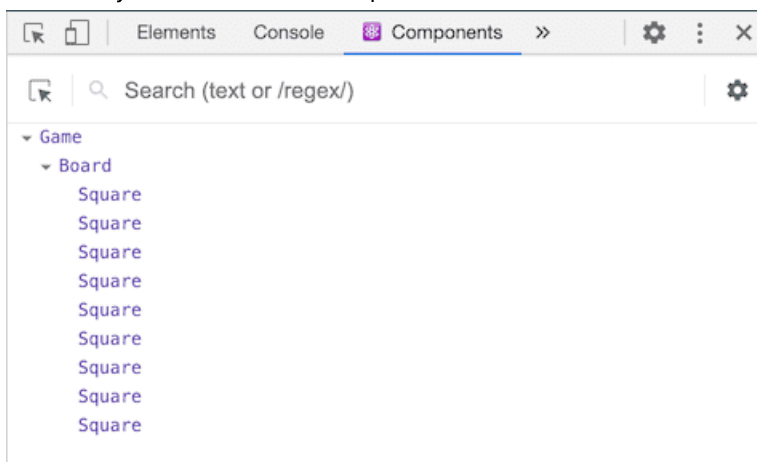 Elements Console Components »
Search (text or /regex/)
Game
Board
Square
Square
Square
Square
Square
Square
Square
Square
Square